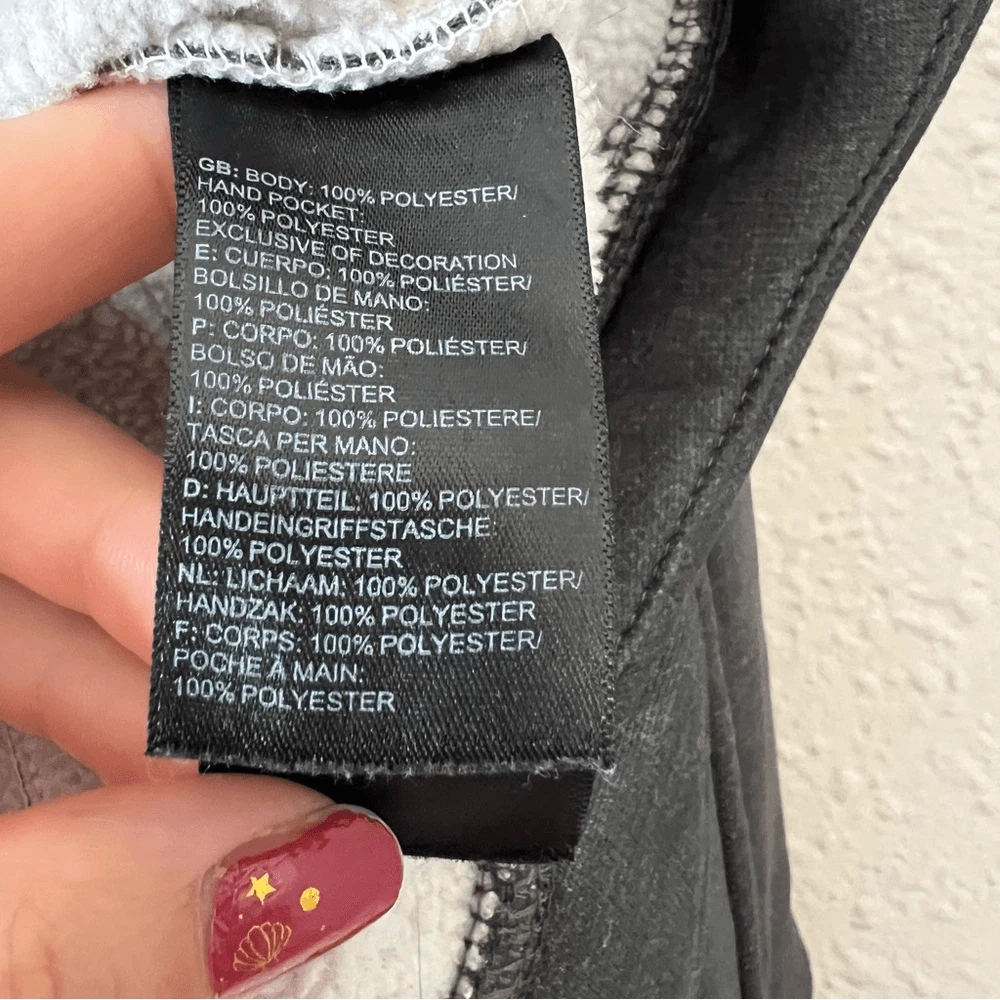 GB: BODY: 100% POLYESTER/
HAND POCKET:
100% POLYESTER
EXCLUSIVE OF DECORATION
E: CUERPO: 100% POLIÉSTER/
BOLSILLO DE MANO:
100% POLIÉSTER
P: CORPO: 100% POLIÉSTER/
BOLSO DE MÃO:
100% POLIÉSTER
I: CORPO: 100% POLIESTERE/
TASCA PER MANO:
100% POLIESTERE
D: HAUPTTEIL: 100% POLYESTER/
HANDEINGRIFFSTASCHE:
100% POLYESTER
NL: LICHAAM: 100% POLYESTER/
HANDZAK: 100% POLYESTER
F: CORPS: 100% POLYESTER/
POCHE À MAIN:
100% POLYESTER